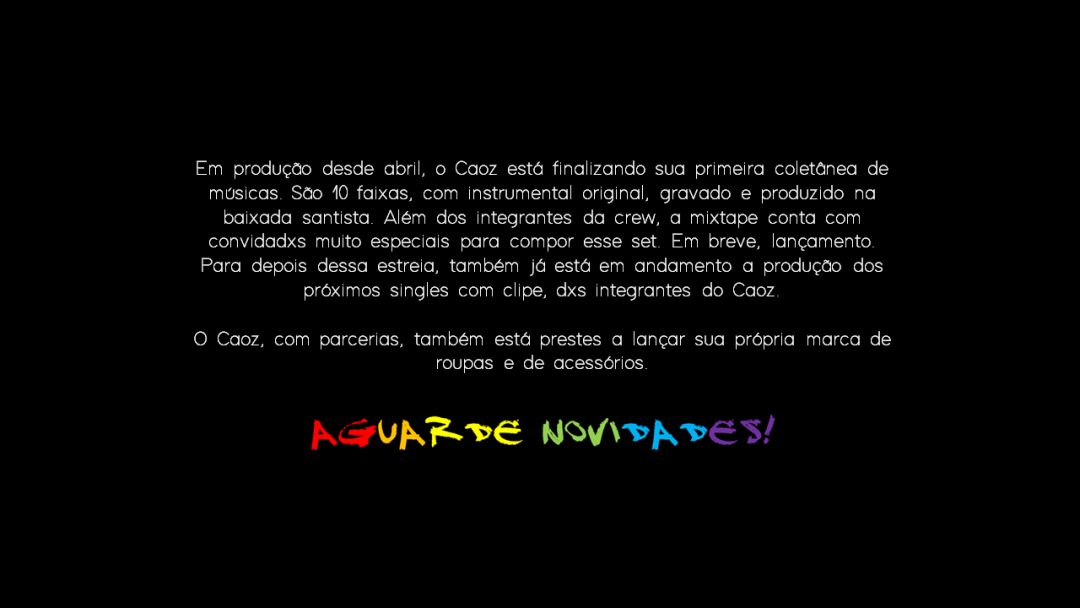 Em produção desde abril, o Caoz está finalizando sua primeira coletânea de
músicas. São 10 faixas, com instrumental original, gravado e produzido na
baixada santista. Além dos integrantes da crew, a mixtape conta com
convidadxs muito especiais para compor esse set. Em breve, lançamento.
Para depois dessa estreia, também já está em andamento a produção dos
próximos singles com clipe, dxs integrantes do Caoz.
O Caoz, com parcerias, também está prestes a lançar sua própria marca de
roupas e de acessórios.
AGUARDE NOVIDADES!